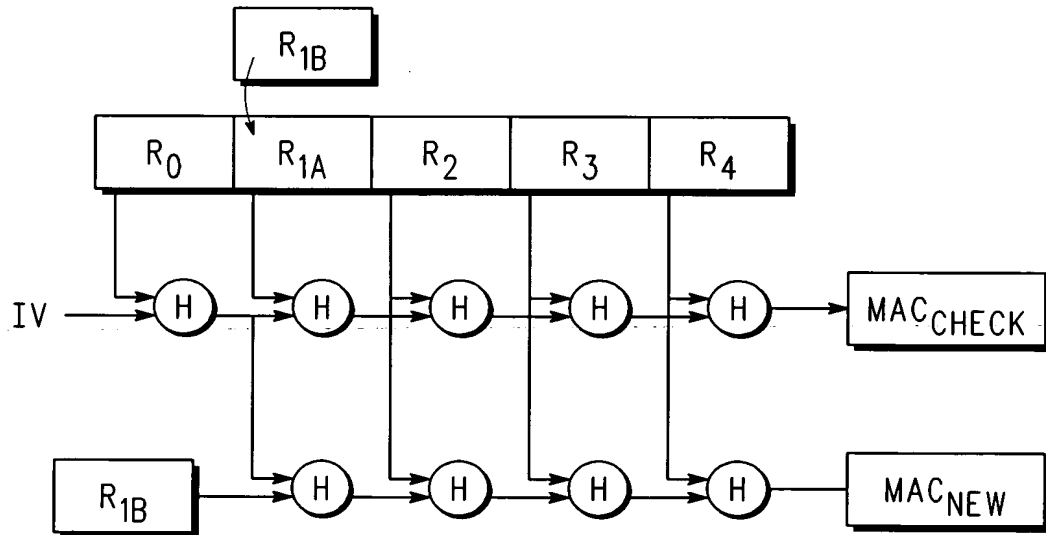 R1B
R0 R1A R2 R3 R4
IV H H H H H MACCHECK
R1B H H H H MACNEW